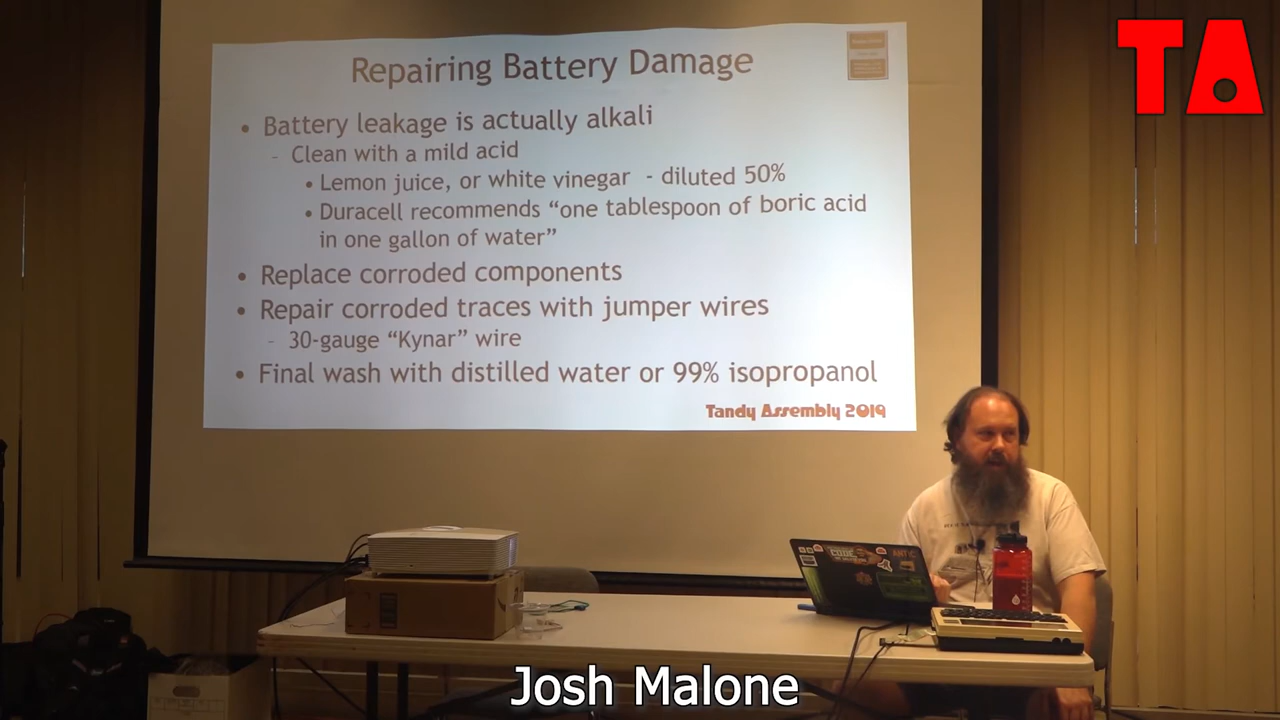 TA
Repairing Battery Damage
• Battery leakage is actually alkali
- Clean with a mild acid
• Lemon juice, or white vinegar - diluted 50%
• Duracell recommends “one tablespoon of boric acid
in one gallon of water”
• Replace corroded components
• Repair corroded traces with jumper wires
- 30-gauge “Kynar” wire
• Final wash with distilled water or 99% isopropanol
Tandy Assembly 2019
CODE
ANTIC
Josh Malone